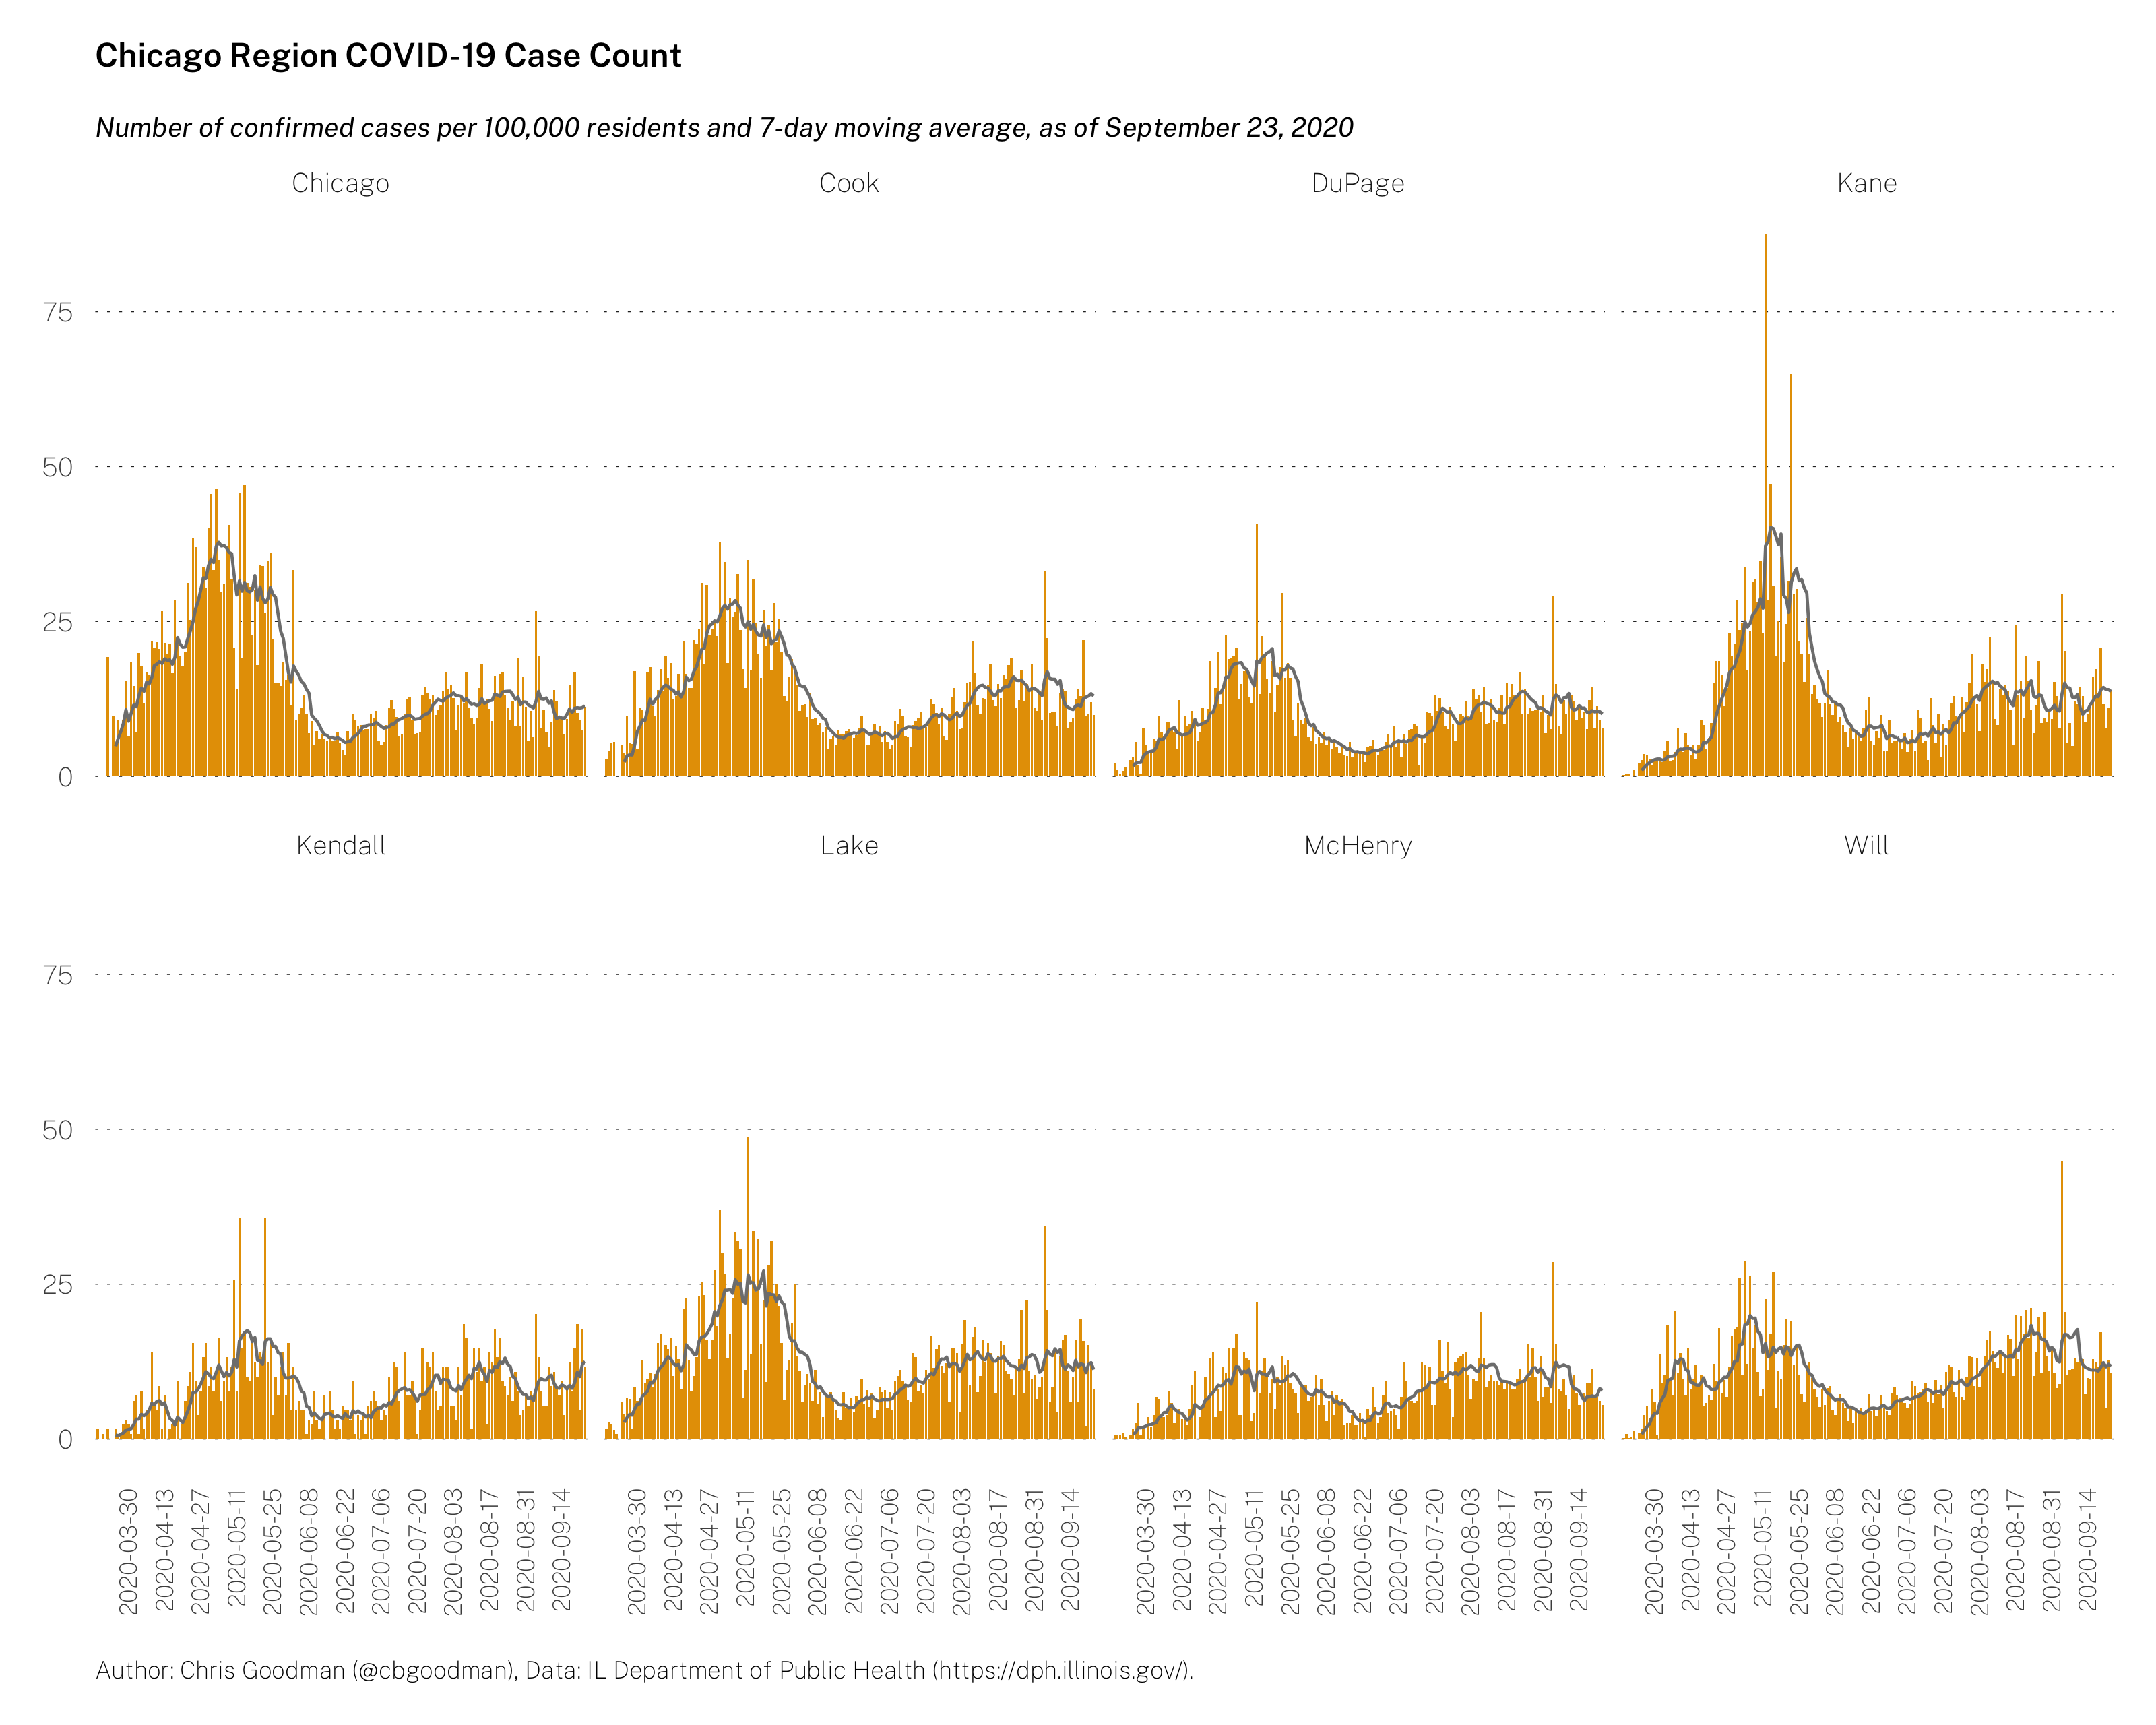 Chicago Region COVID-19 Case Count
Number of confirmed cases per 100,000 residents and 7-day moving average, as of September 23, 2020
Chicago Cook DuPage Kane
75
50
25
0
Kendall Lake McHenry Will
75
50
25
0
2020-03-30 2020-04-13 2020-04-27 2020-05-11 2020-05-25 2020-06-08 2020-06-22 2020-07-06 2020-07-20 2020-08-03 2020-08-17 2020-08-31 2020-09-14
2020-03-30 2020-04-13 2020-04-27 2020-05-11 2020-05-25 2020-06-08 2020-06-22 2020-07-06 2020-07-20 2020-08-03 2020-08-17 2020-08-31 2020-09-14
2020-03-30 2020-04-13 2020-04-27 2020-05-11 2020-05-25 2020-06-08 2020-06-22 2020-07-06 2020-07-20 2020-08-03 2020-08-17 2020-08-31 2020-09-14
2020-03-30 2020-04-13 2020-04-27 2020-05-11 2020-05-25 2020-06-08 2020-06-22 2020-07-06 2020-07-20 2020-08-03 2020-08-17 2020-08-31 2020-09-14
Author: Chris Goodman (@cbgoodman), Data: IL Department of Public Health (https://dph.illinois.gov/).